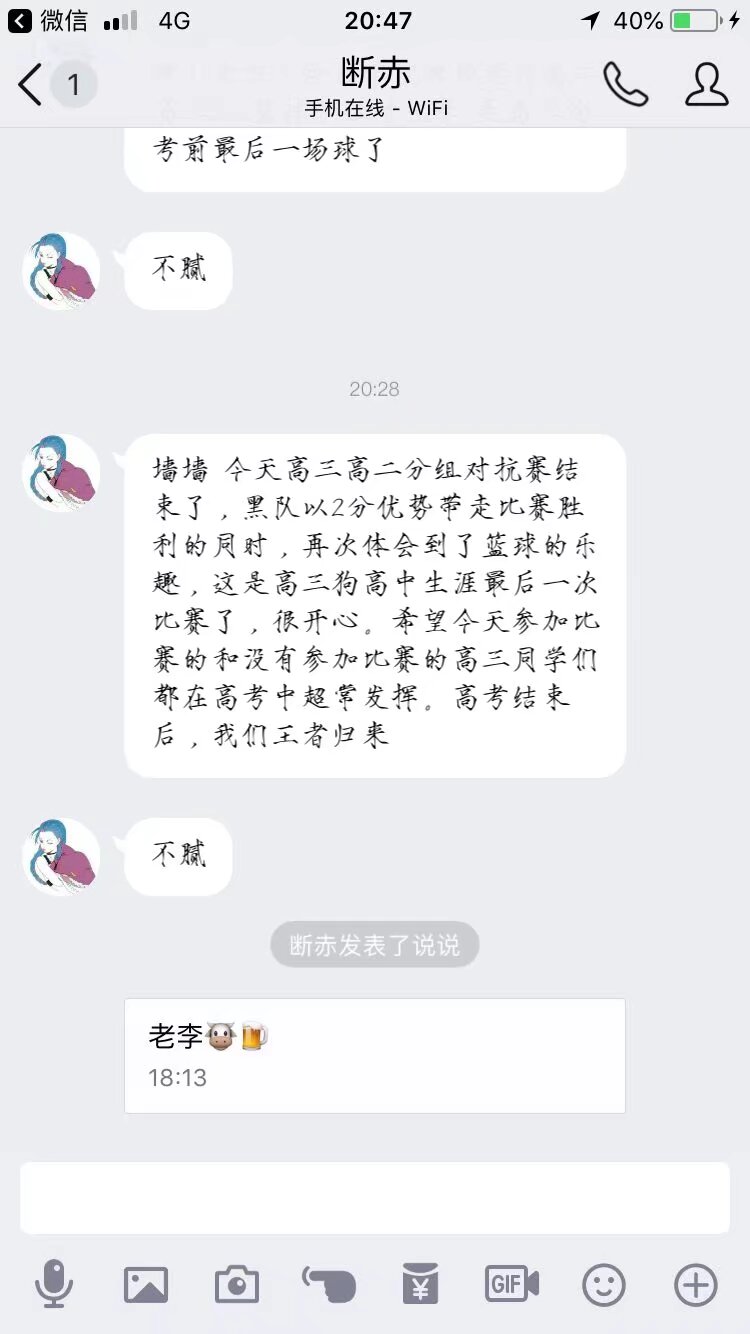 微信 4G 20:47 40%
1 断赤
手机在线 - WiFi
考前最后一场球了
不腻
20:28
墙墙 今天高三高二分组对抗赛结
束了，黑队以2分优势带走比赛胜
利的同时，再次体会到了篮球的乐
趣，这是高三狗高中生涯最后一次
比赛了，很开心。希望今天参加比
赛的和没有参加比赛的高三同学们
都在高考中超常发挥。高考结束
后，我们王者归来
不腻
断赤发表了说说
老李🐮🍺
18:13
¥
GIF